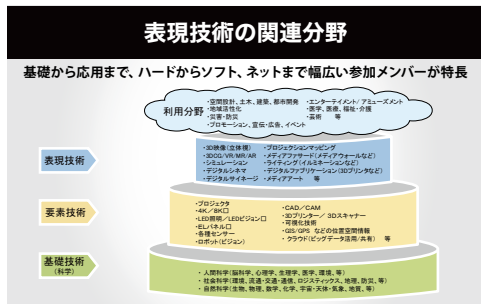 表現技術の関連分野
基礎から応用まで、ハードからソフト、ネットまで幅広い参加メンバーが特長
利用分野
・空間設計、土木、建築、都市開発
・地域活性化
・災害・防災
・プロモーション、宣伝・広告、イベント
・エンターテイメント/アミューズメント
・医学、医療、福祉・介護
・芸術 等
表現技術
・3D映像(立体視)
・3DCG/VR/MR/AR
・シミュレーション
・デジタルシネマ
・デジタルサイネージ
・プロジェクションマッピング
・メディアファサード(メディアウォールなど)
・ライティング(イルミネーションなど)
・デジタルファブリケーション(3Dプリンタなど)
・メディアアート 等
要素技術
・プロジェクタ
・4K/8K□
・LED照明/LEDビジョン□
・ELパネル□
・各種センサー
・ロボット(ビジョン)
・CAD/CAM
・3Dプリンター/3Dスキャナー
・可視化技術
・GIS/GPS などの位置空間情報
・クラウド(ビッグデータ活用/共有) 等
基礎技術
(科学)
・人間科学(脳科学、心理学、生理学、医学、環境、等)
・社会科学(環境、流通・交通・通信、ロジスティックス、地理、防災、等)
・自然科学(生物、物理、数学、化学、宇宙・天体・気象、地質、等)